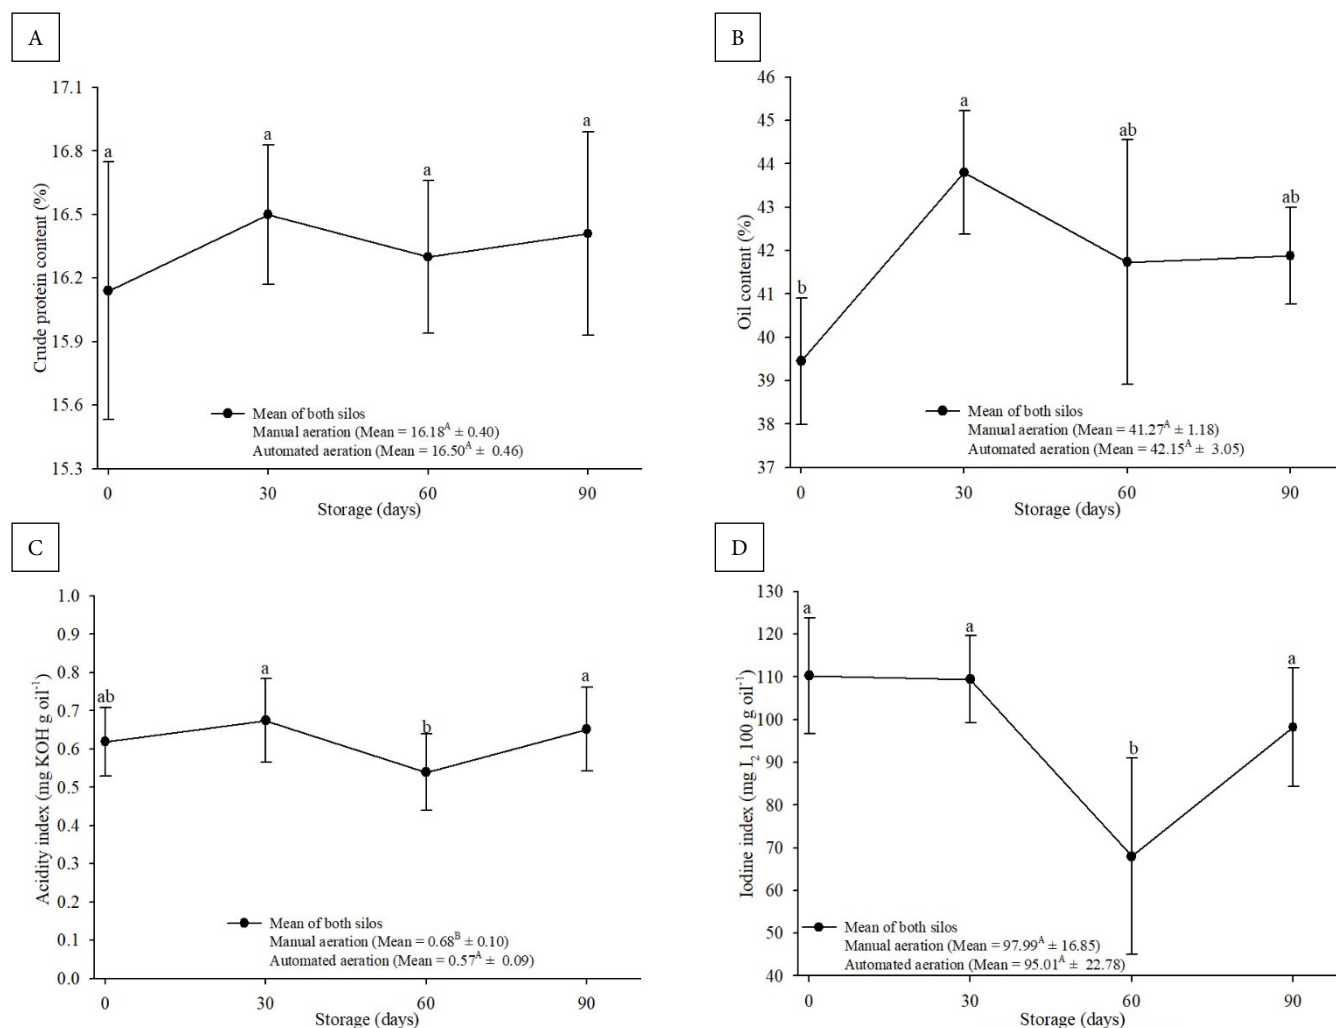 A
17.1
16.8
16.5
16.2
15.9
15.6
15.3
Crude protein content (%)
a
a
a
a
Mean of both silos
Manual aeration (Mean = 16.18ᴬ ± 0.40)
Automated aeration (Mean = 16.50ᴬ ± 0.46)
0 30 60 90
Storage (days)
B
46
45
44
43
42
41
40
39
38
37
Oil content (%)
b
a
ab
ab
Mean of both silos
Manual aeration (Mean = 41.27ᴬ ± 1.18)
Automated aeration (Mean = 42.15ᴬ ± 3.05)
0 30 60 90
Storage (days)
C
1.0
0.9
0.8
0.7
0.6
0.5
0.4
0.3
0.2
0.1
0.0
Acidity index (mg KOH g oil⁻¹)
ab
a
b
a
Mean of both silos
Manual aeration (Mean = 0.68ᴮ ± 0.10)
Automated aeration (Mean = 0.57ᴬ ± 0.09)
0 30 60 90
Storage (days)
D
130
120
110
100
90
80
70
60
50
40
Iodine index (mg I₂ 100 g oil⁻¹)
a
a
b
a
Mean of both silos
Manual aeration (Mean = 97.99ᴬ ± 16.85)
Automated aeration (Mean = 95.01ᴬ ± 22.78)
0 30 60 90
Storage (days)